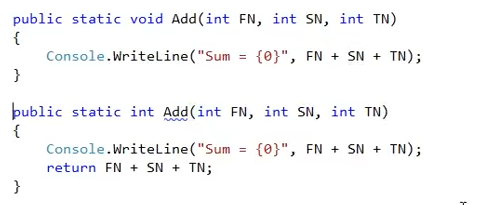 public static void Add(int FN, int SN, int TN)
{
    Console.WriteLine("Sum = {0}", FN + SN + TN);
}
public static int Add(int FN, int SN, int TN)
{
    Console.WriteLine("Sum = {0}", FN + SN + TN);
    return FN + SN + TN;
}